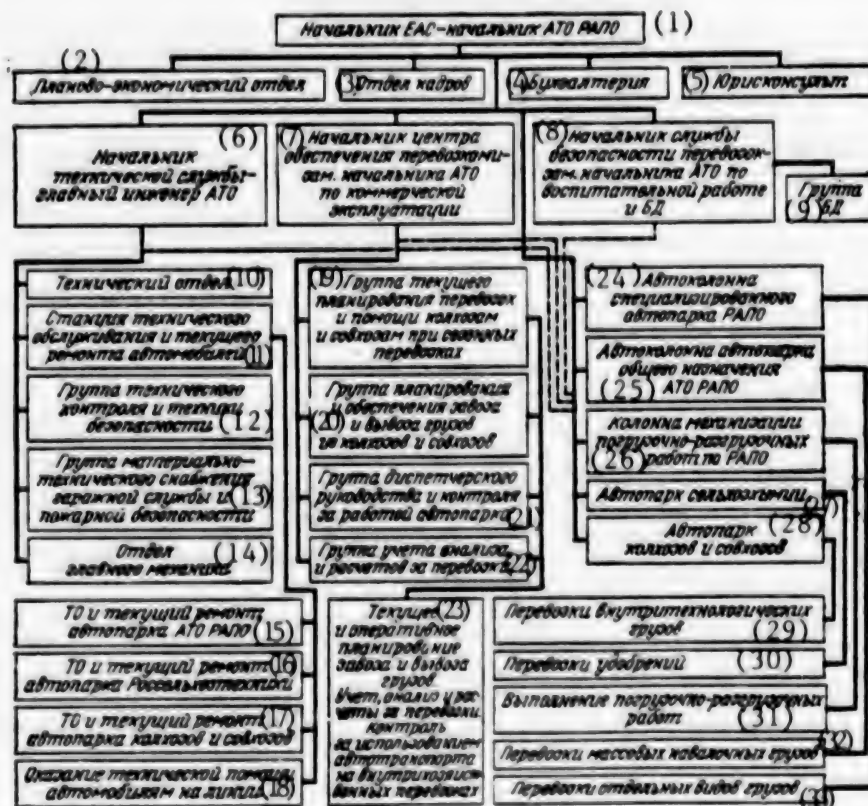 Начальник ЕАС-начальник АТО РАПО (1)
(2)
Планово-экономический отдел
(3) Отдел кадров
(4) Бухгалтерия
(5) Юрисконсульт
(6)
Начальник
технической службы-
главный инженер АТО
(7) Начальник центра
обеспечения перевозками-
зам. начальника АТО
по коммерческой
эксплуатации
(8) Начальник службы
безопасности перевозок-
зам. начальника АТО по
воспитательной работе
и БД
Группа
(9) БД
Технический отдел (10)
Станция технического
обслуживания и текущего
ремонта автомобилей (11)
Группа технического
контроля и техники
безопасности (12)
Группа материально-
технического снабжения
гаражной службы и (13)
пожарной безопасности
Отдел (14)
главного механика
ТО и текущий ремонт
автопарка АТО РАПО (15)
ТО и текущий ремонт (16)
автопарка Россельхозтехники
ТО и текущий ремонт (17)
автопарка колхозов и совхозов
Оказание технической помощи
автомобилям на линии (18)
(19) Группа текущего
планирования перевозок
и помощи колхозам
и совхозам при сезонных
перевозках
Группа планирования
(20) и обеспечения завоза
и вывоза грузов
из колхозов и совхозов
Группа диспетчерского
руководства и контроля
за работой автопарка (21)
Группа учета анализа
и расчетов за перевозки (22)
Текущее (23)
и оперативное
планирование
завоза и вывоза
грузов.
Учет, анализ и рас-
четы за перевозки.
Контроль
за использованием
автотранспорта
на внутрихозяйст-
венных перевозках
(24) Автоколонна
специализированного
автопарка РАПО
Автоколонна автопарка
общего назначения
(25) АТО РАПО
Колонна механизации
погрузочно-разгрузочных
(26) работ по РАПО
Автопарк сельхозхимии (27)
Автопарк (28)
колхозов и совхозов
Перевозки внутритехнологических
грузов (29)
Перевозки удобрений (30)
Выполнение погрузочно-разгрузочных
работ (31)
Перевозки массовых навалочных грузов (32)
Перевозки отдельных видов грузов